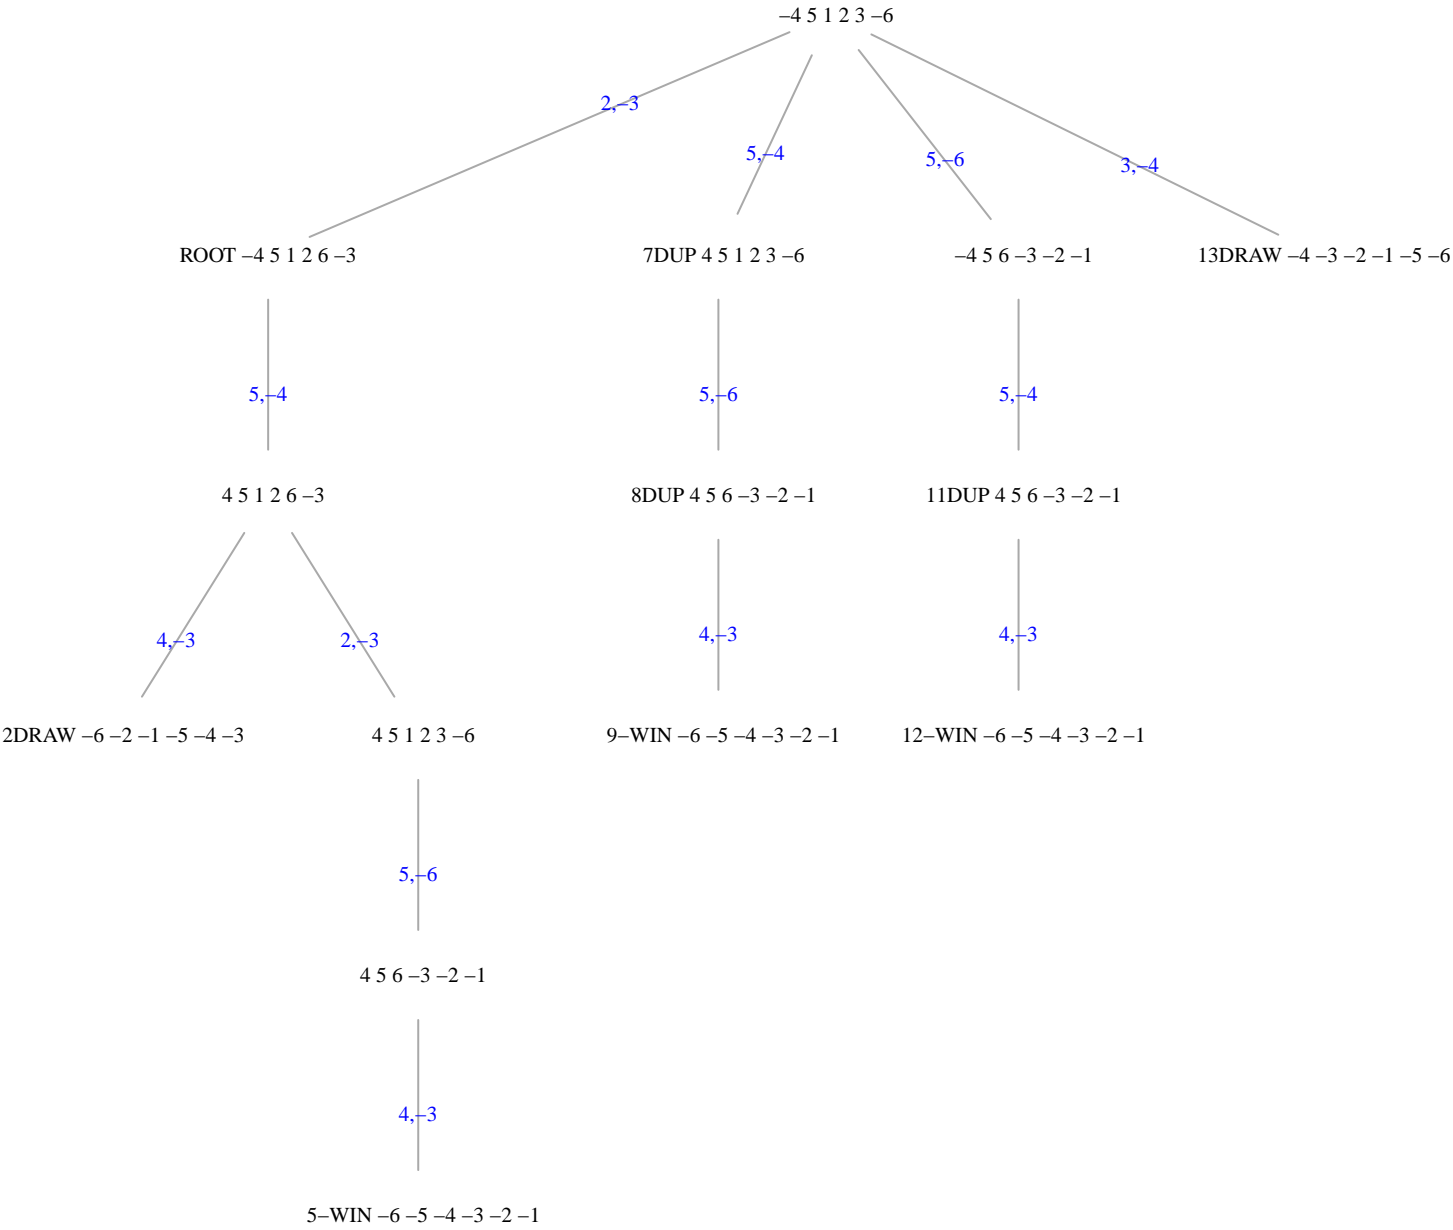 –4 5 1 2 3 –6
2,–3
5,–4
5,–6
3,–4
ROOT –4 5 1 2 6 –3
7DUP 4 5 1 2 3 –6
–4 5 6 –3 –2 –1
13DRAW –4 –3 –2 –1 –5 –6
5,–4
5,–6
5,–4
4 5 1 2 6 –3
8DUP 4 5 6 –3 –2 –1
11DUP 4 5 6 –3 –2 –1
4,–3
2,–3
4,–3
4,–3
2DRAW –6 –2 –1 –5 –4 –3
4 5 1 2 3 –6
9–WIN –6 –5 –4 –3 –2 –1
12–WIN –6 –5 –4 –3 –2 –1
5,–6
4 5 6 –3 –2 –1
4,–3
5–WIN –6 –5 –4 –3 –2 –1